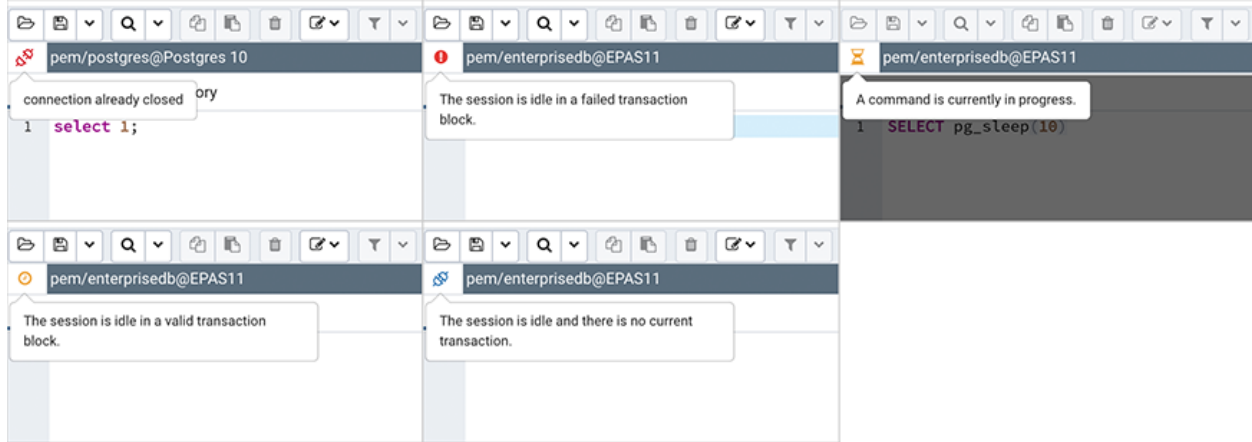 pem/postgres@Postgres 10
connection already closed
ory
1 select 1;
pem/enterprisedb@EPAS11
The session is idle in a failed transaction
block.
pem/enterprisedb@EPAS11
A command is currently in progress.
1 SELECT pg_sleep(10)
pem/enterprisedb@EPAS11
The session is idle in a valid transaction
block.
pem/enterprisedb@EPAS11
The session is idle and there is no current
transaction.